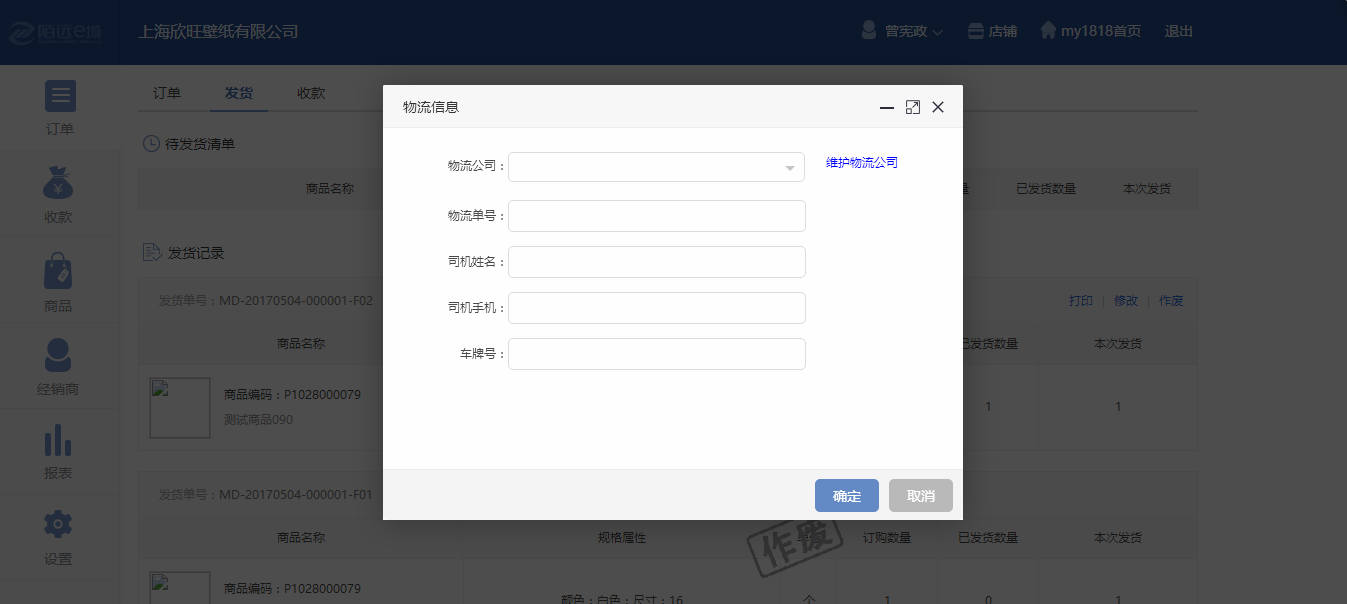 陌远e城
上海欣旺壁纸有限公司
曾宪政
店铺
my1818首页
退出
订单
收款
商品
经销商
报表
设置
订单 发货 收款
待发货清单
商品名称 量 已发货数量 本次发货
发货记录
发货单号：MD-20170504-000001-F02 打印 | 修改 | 作废
商品名称 已发货数量 本次发货
商品编码：P1028000079
测试商品090
1 1
发货单号：MD-20170504-000001-F01
商品名称 规格属性 单位 订购数量 已发货数量 本次发货
作废
商品编码：P1028000079
颜色：白色；尺寸：16 个 1 0 1
物流信息
物流公司： 维护物流公司
物流单号：
司机姓名：
司机手机：
车牌号：
确定 取消